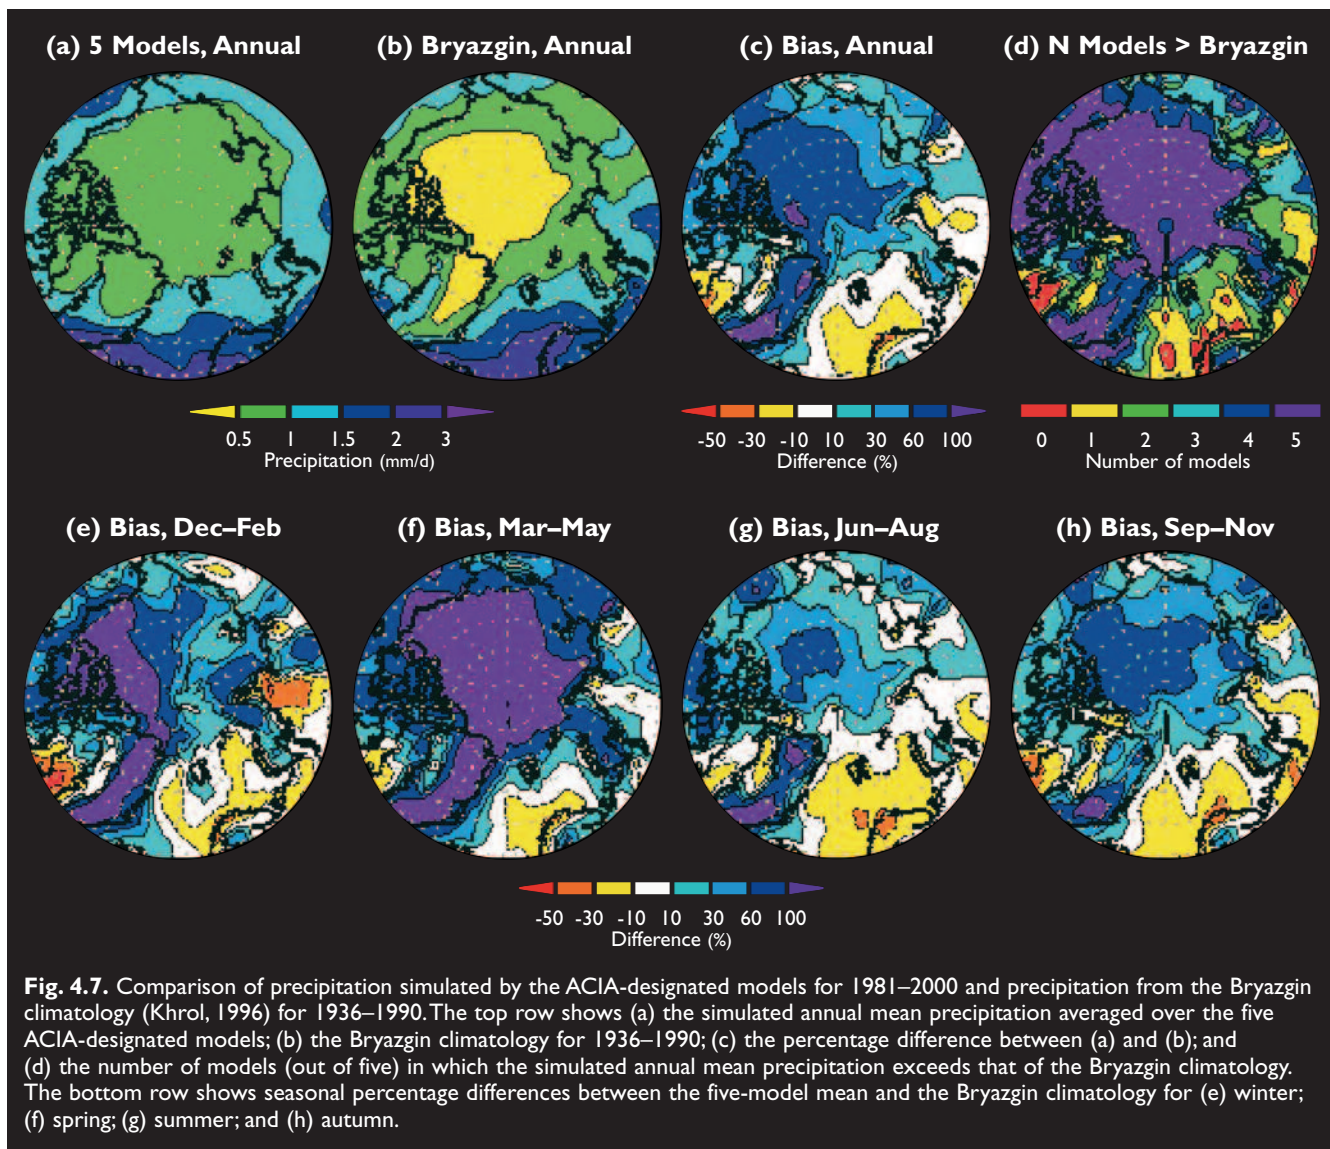 (a) 5 Models, Annual
(b) Bryazgin, Annual
(c) Bias, Annual
(d) N Models > Bryazgin
0.5 1 1.5 2 3
Precipitation (mm/d)
-50 -30 -10 10 30 60 100
Difference (%)
0 1 2 3 4 5
Number of models
(e) Bias, Dec–Feb
(f) Bias, Mar–May
(g) Bias, Jun–Aug
(h) Bias, Sep–Nov
-50 -30 -10 10 30 60 100
Difference (%)
Fig. 4.7. Comparison of precipitation simulated by the ACIA-designated models for 1981–2000 and precipitation from the Bryazgin
climatology (Khrol, 1996) for 1936–1990. The top row shows (a) the simulated annual mean precipitation averaged over the five
ACIA-designated models; (b) the Bryazgin climatology for 1936–1990; (c) the percentage difference between (a) and (b); and
(d) the number of models (out of five) in which the simulated annual mean precipitation exceeds that of the Bryazgin climatology.
The bottom row shows seasonal percentage differences between the five-model mean and the Bryazgin climatology for (e) winter;
(f) spring; (g) summer; and (h) autumn.